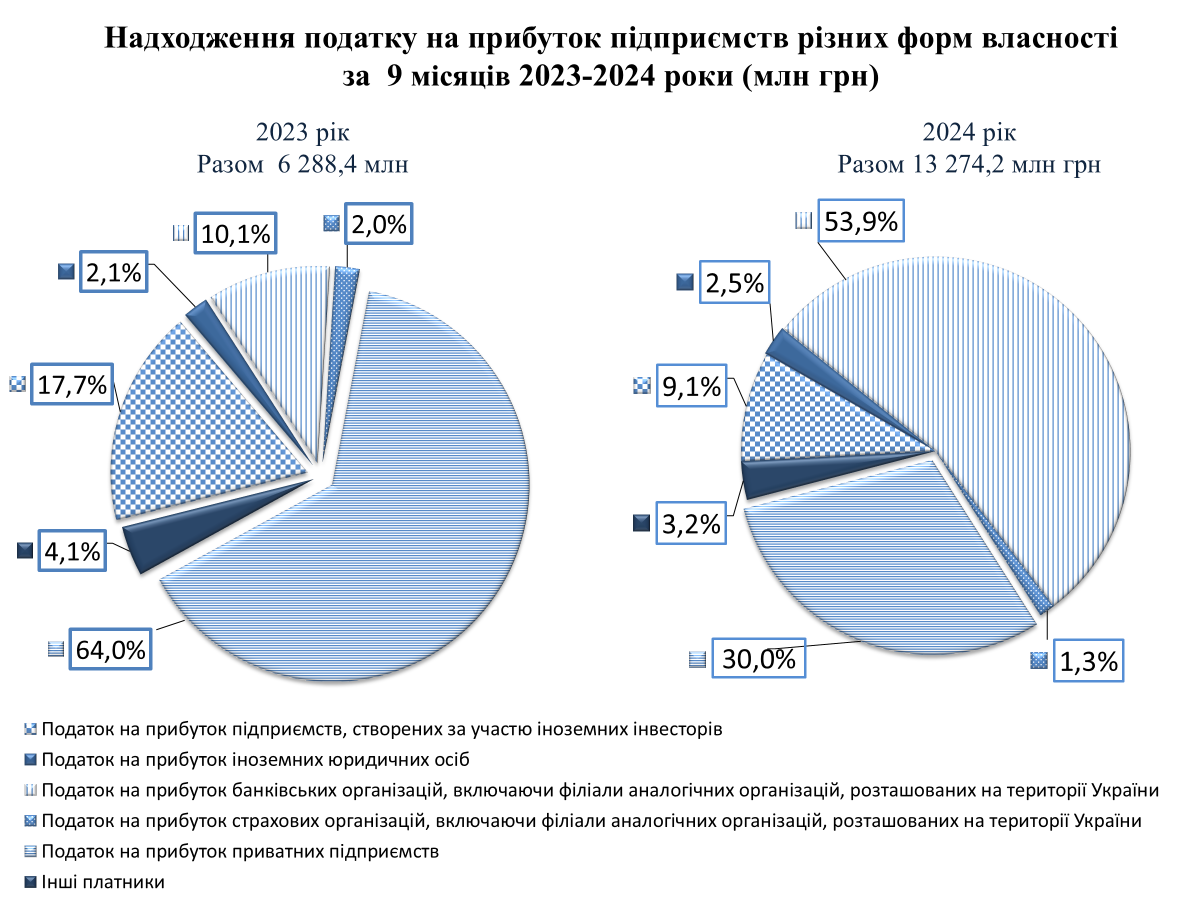 Надходження податку на прибуток підприємств різних форм власності
за 9 місяців 2023-2024 роки (млн грн)
2023 рік
Разом 6 288,4 млн
2,0%
10,1%
2,1%
17,7%
4,1%
64,0%
2024 рік
Разом 13 274,2 млн грн
53,9%
2,5%
9,1%
3,2%
30,0%
1,3%
Податок на прибуток підприємств, створених за участю іноземних інвесторів
Податок на прибуток іноземних юридичних осіб
Податок на прибуток банківських організацій, включаючи філіали аналогічних організацій, розташованих на території України
Податок на прибуток страхових організацій, включаючи філіали аналогічних організацій, розташованих на території України
Податок на прибуток приватних підприємств
Інші платники